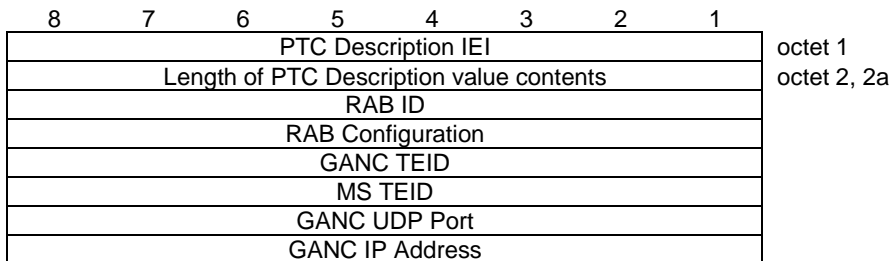 8 7 6 5 4 3 2 1
PTC Description IEI octet 1
Length of PTC Description value contents octet 2, 2a
RAB ID
RAB Configuration
GANC TEID
MS TEID
GANC UDP Port
GANC IP Address